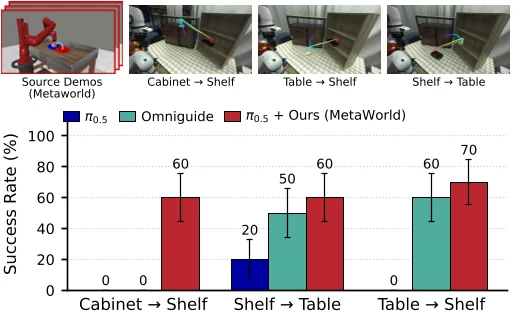 Source Demos
(Metaworld)
Cabinet → Shelf
Table → Shelf
Shelf → Table
π0.5
Omniguide
π0.5 + Ours (MetaWorld)
Success Rate (%)
100
80
60
40
20
0
0
0
60
20
50
60
0
60
70
Cabinet → Shelf
Shelf → Table
Table → Shelf